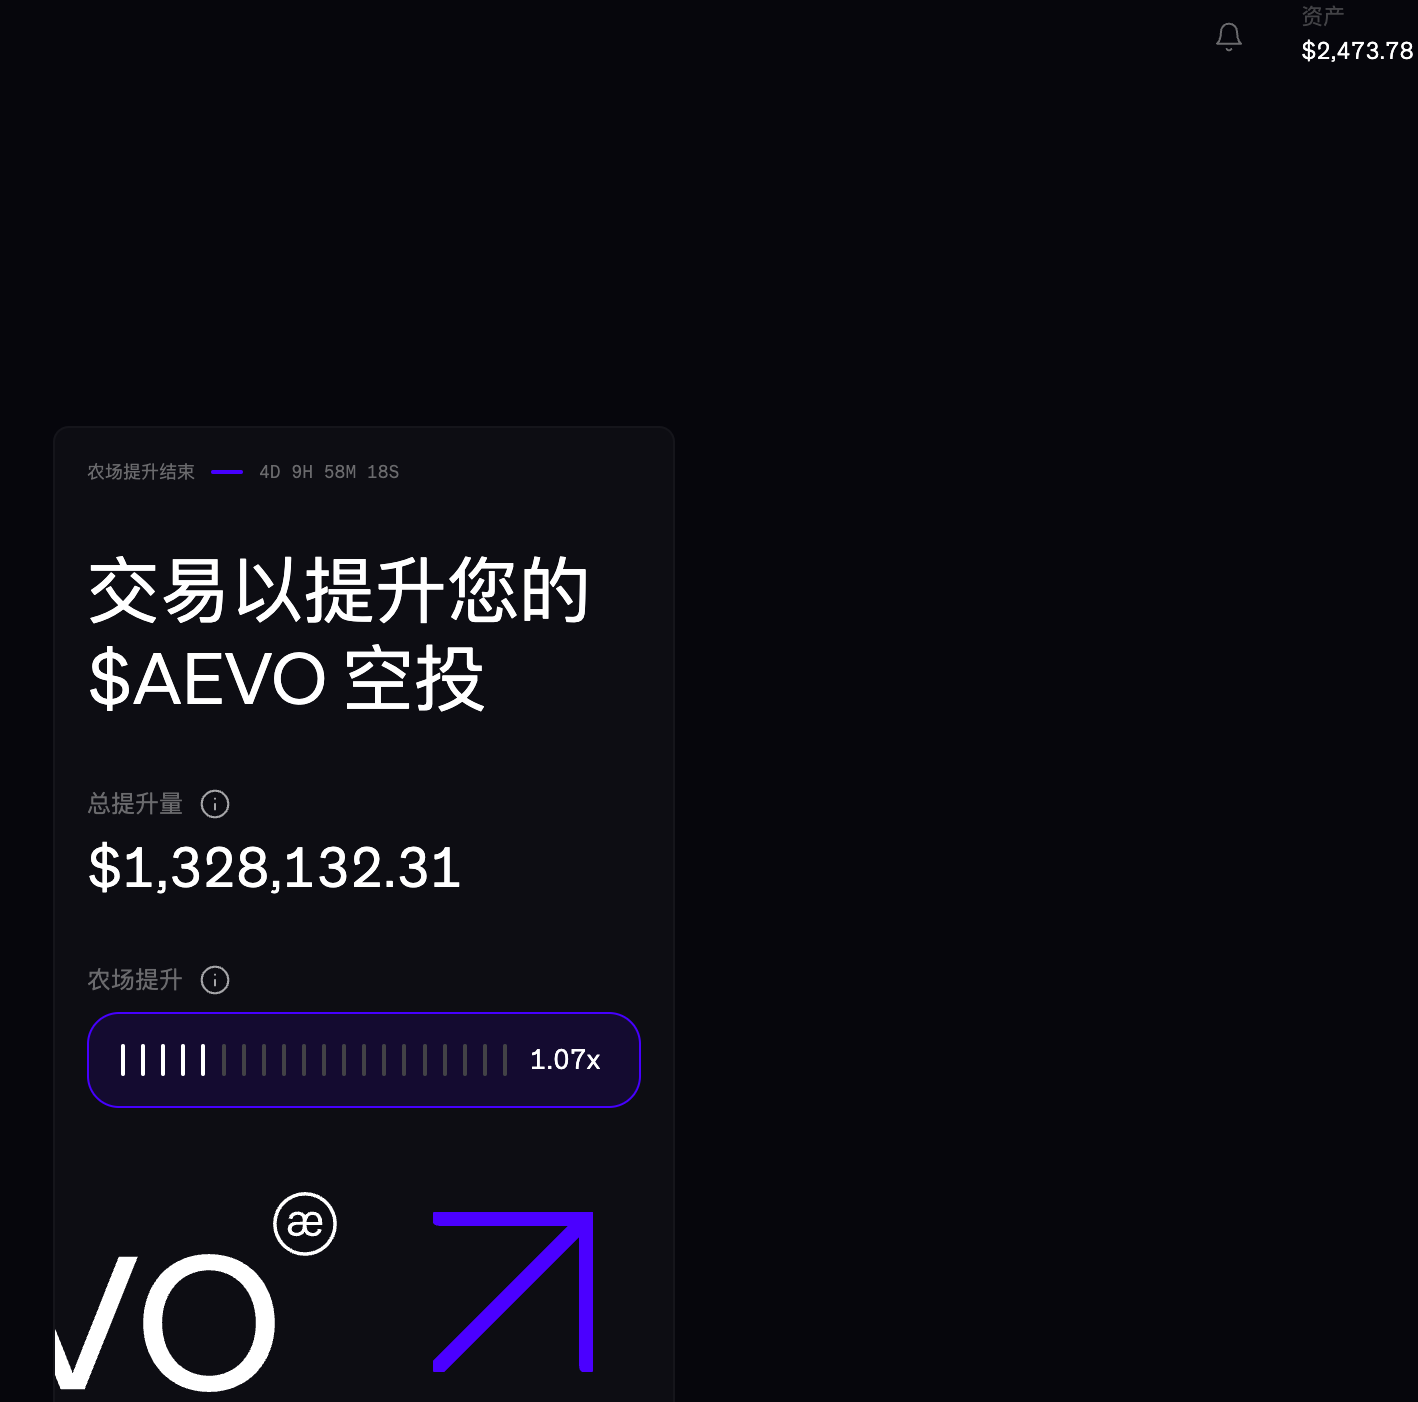 资产
$2,473.78
农场提升结束 4D 9H 58M 18S
交易以提升您的
$AEVO 空投
总提升量
$1,328,132.31
农场提升
1.07x
æ
VO